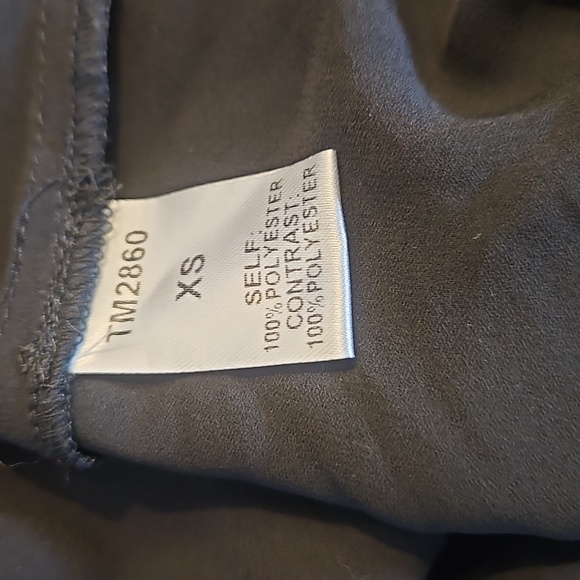 TM2860
XS
SELF:
100%POLYESTER
CONTRAST:
100%POLYESTER